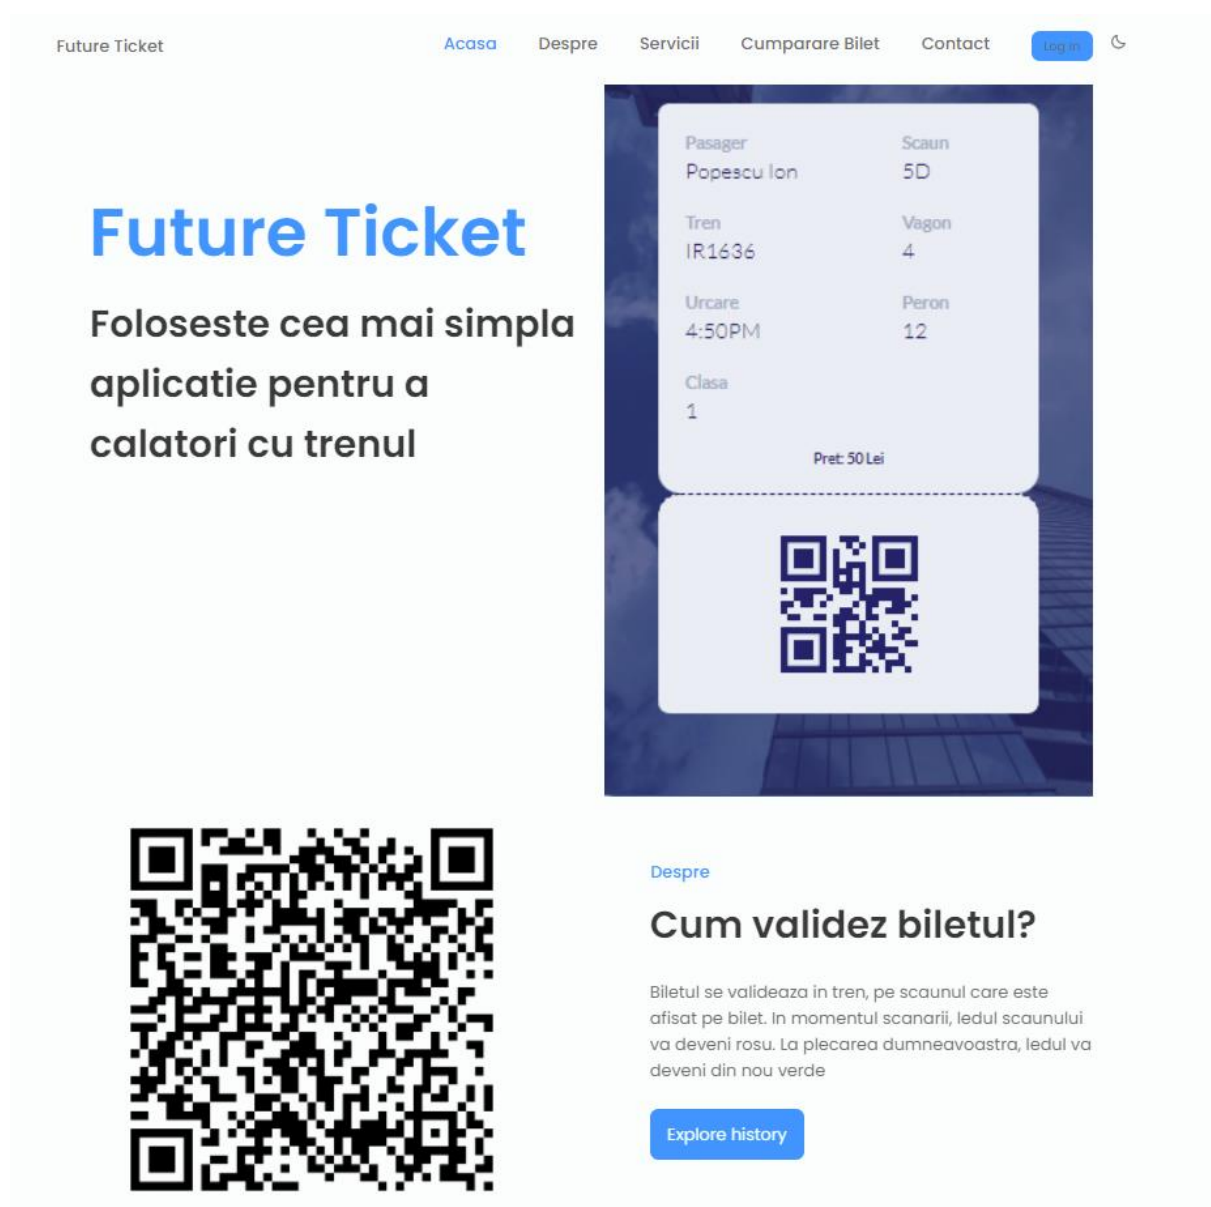 Future Ticket
Acasa
Despre
Servicii
Cumparare Bilet
Contact
Log in
Future Ticket
Foloseste cea mai simpla
aplicatie pentru a
calatori cu trenul
Pasager
Scaun
Popescu Ion
5D
Tren
Vagon
IR1636
4
Urcare
Peron
4:50PM
12
Clasa
1
Pret: 50 Lei
Despre
Cum validez biletul?
Biletul se valideaza in tren, pe scaunul care este
afisat pe bilet. In momentul scanarii, ledul scaunului
va deveni rosu. La plecarea dumneavoastra, ledul va
deveni din nou verde
Explore history